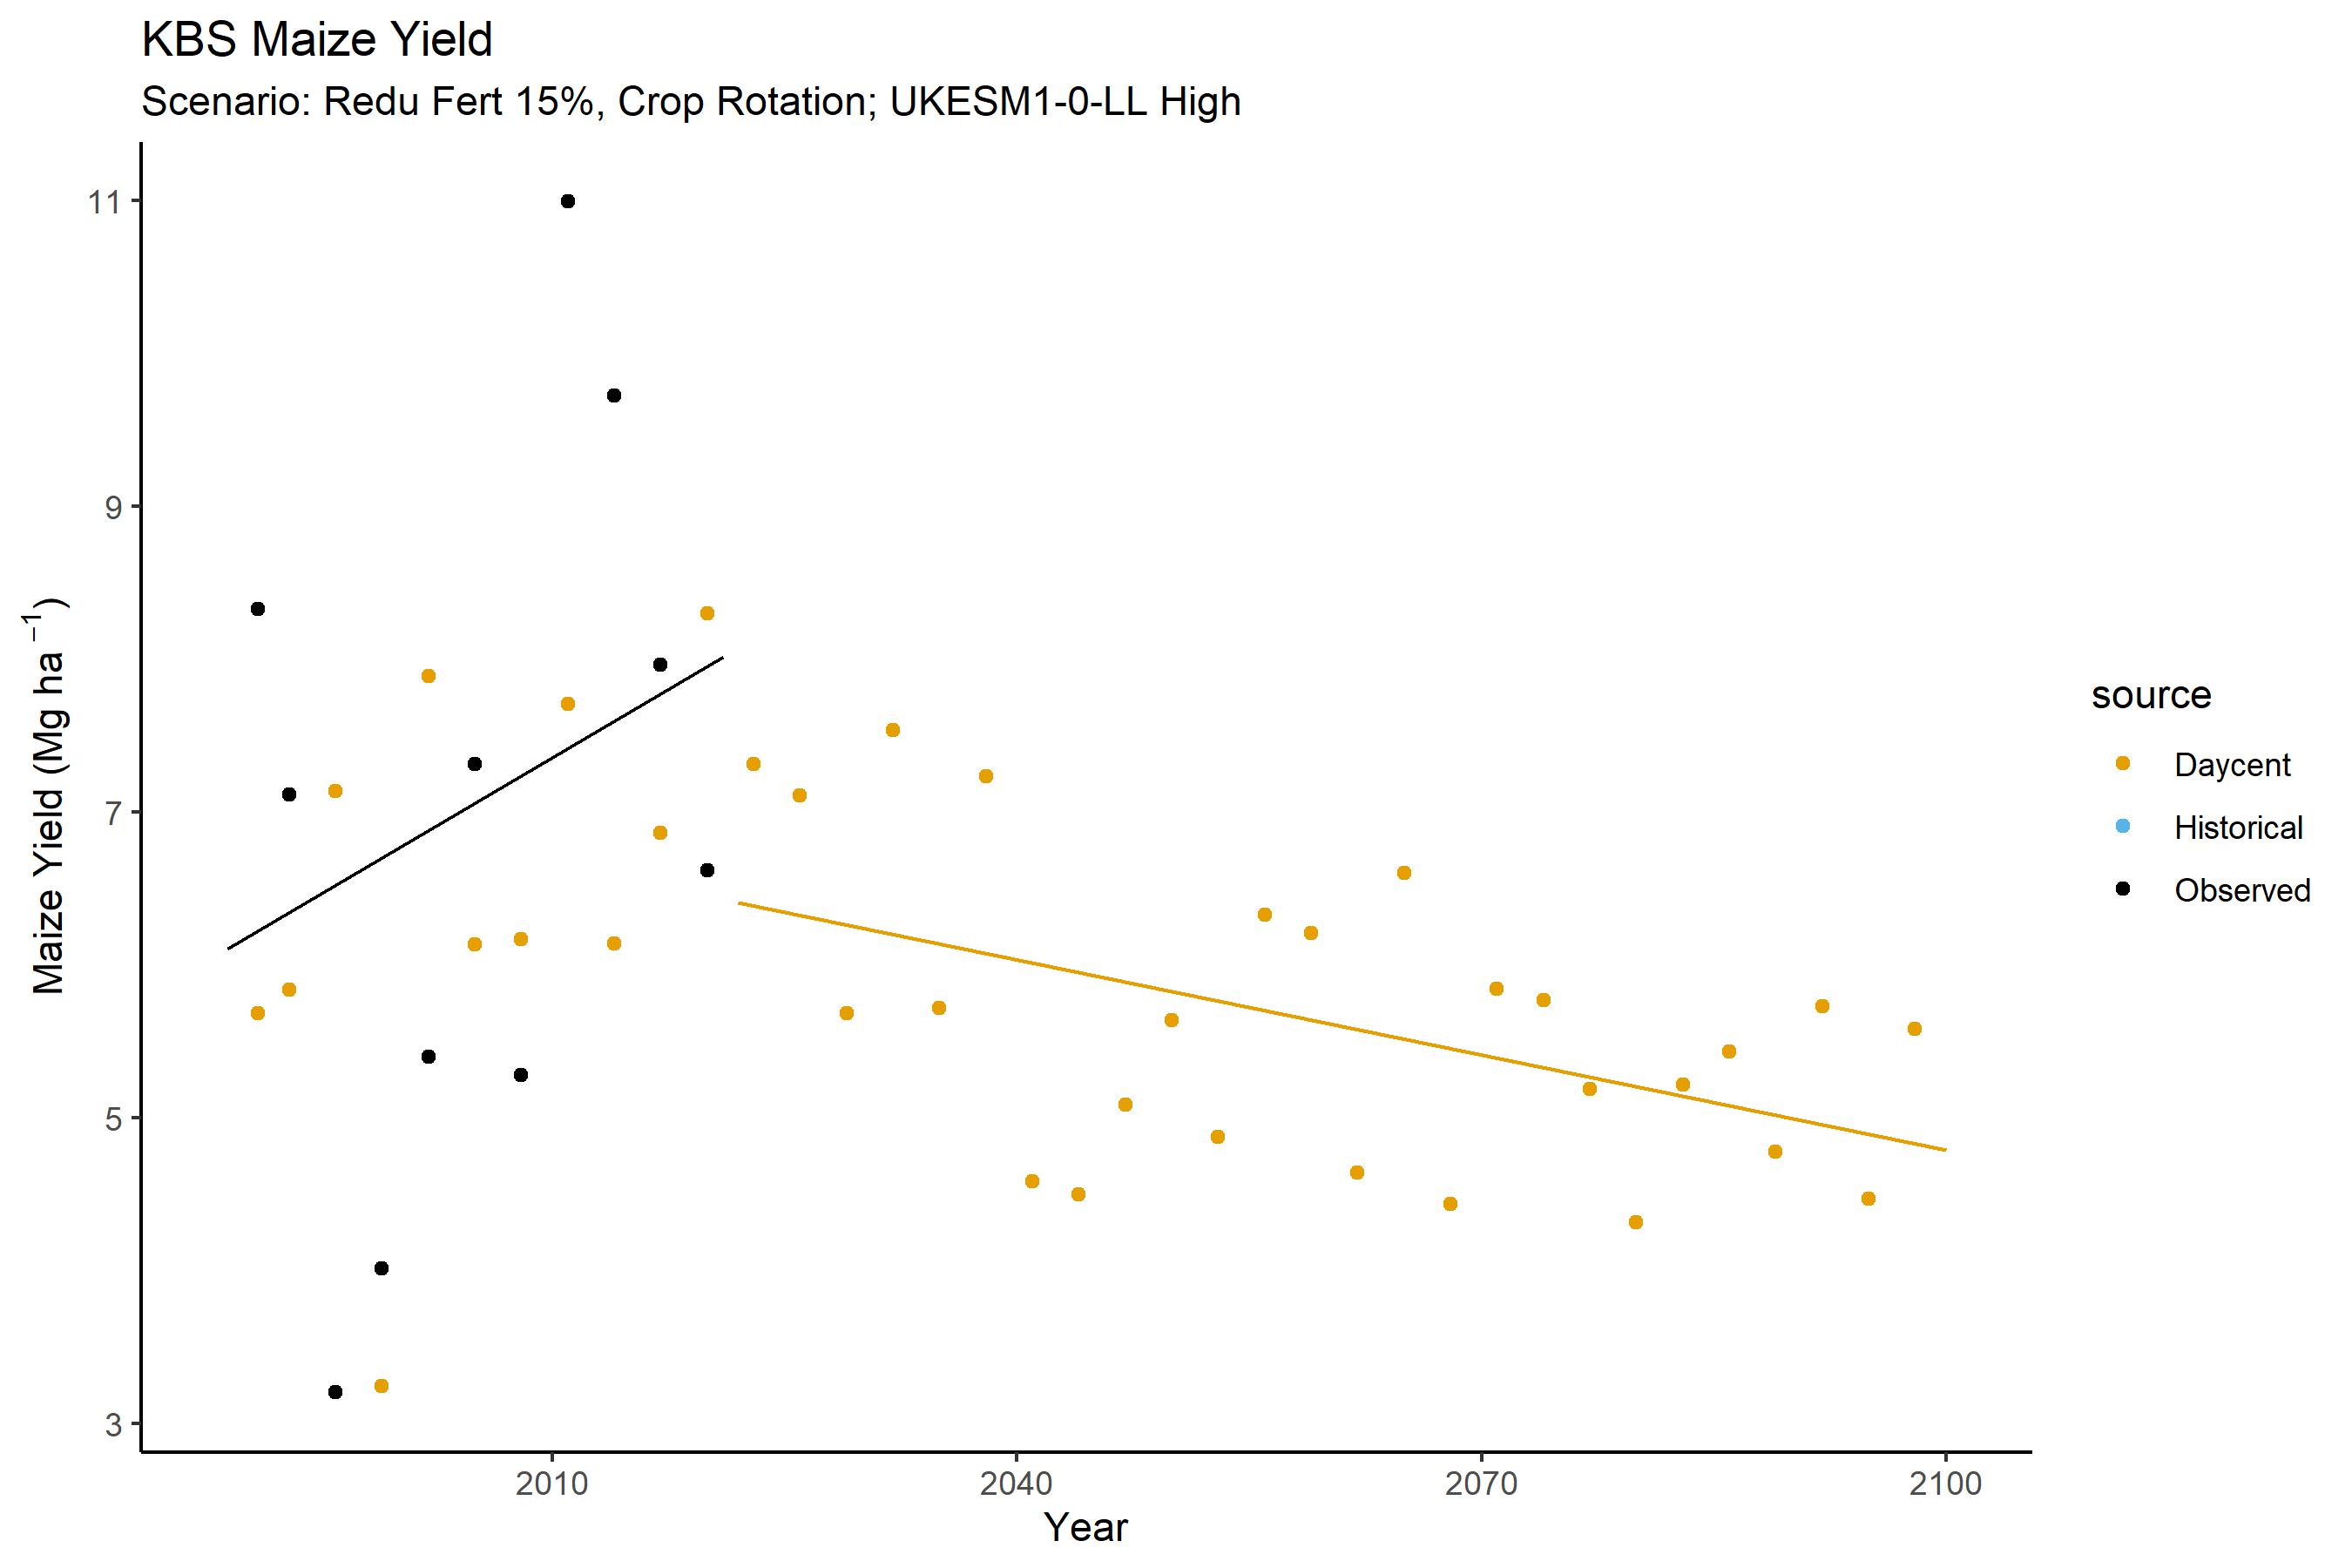 KBS Maize Yield
Scenario: Redu Fert 15%, Crop Rotation; UKESM1-0-LL High
11
9
7
5
3
Maize Yield (Mg ha ⁻¹)
2010 2040 2070 2100
Year
source
Daycent
Historical
Observed